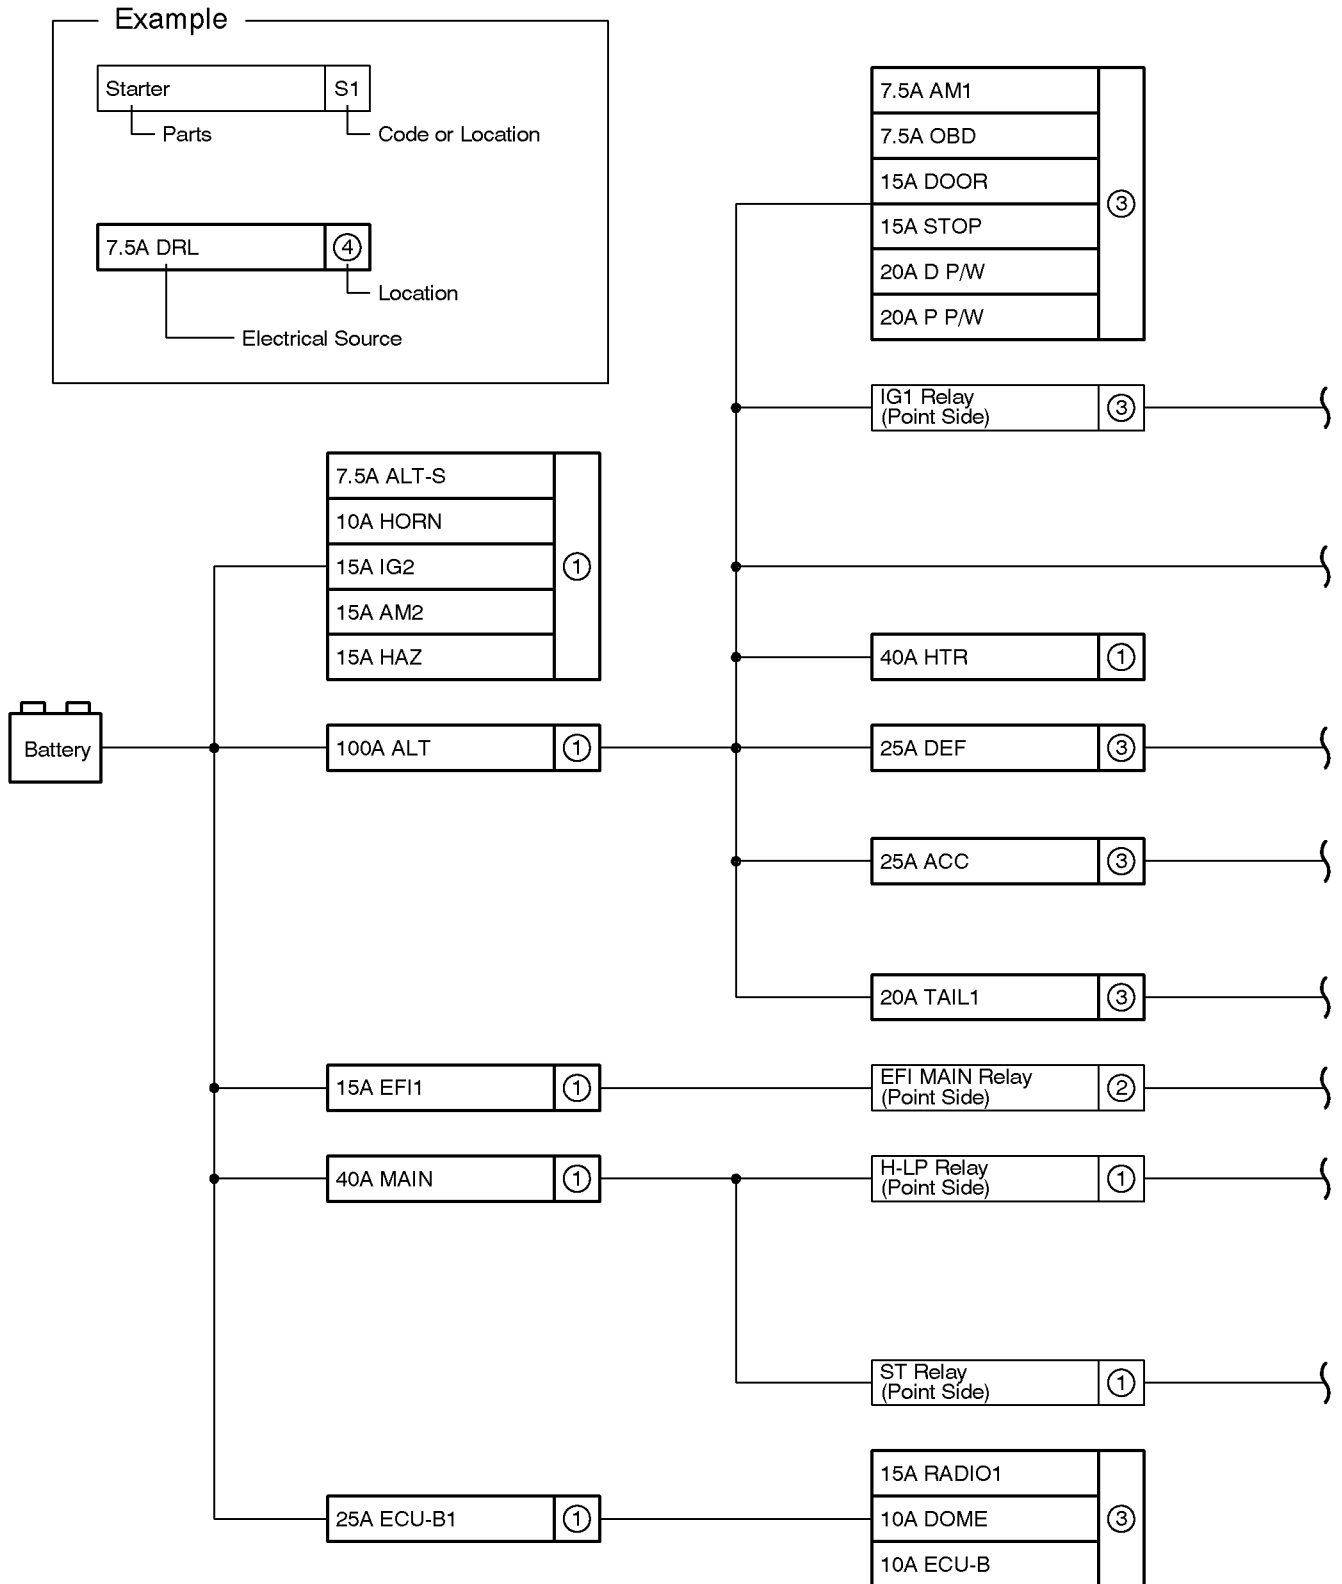 Example
Starter
S1
Parts
Code or Location
7.5A DRL
4
Location
Electrical Source
7.5A AM1
7.5A OBD
15A DOOR
15A STOP
20A D P/W
20A P P/W
3
IG1 Relay
(Point Side)
3
7.5A ALT-S
10A HORN
15A IG2
15A AM2
15A HAZ
1
40A HTR
1
Battery
100A ALT
1
25A DEF
3
25A ACC
3
20A TAIL1
3
15A EFI1
1
EFI MAIN Relay
(Point Side)
2
40A MAIN
1
H-LP Relay
(Point Side)
1
ST Relay
(Point Side)
1
25A ECU-B1
1
15A RADIO1
10A DOME
10A ECU-B
3